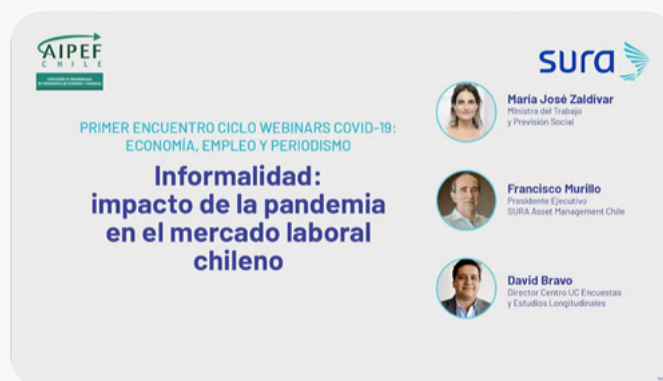 AIPEF
CHILE
sura
PRIMER ENCUENTRO CICLO WEBINARS COVID-19:
ECONOMÍA, EMPLEO Y PERIODISMO
Informalidad:
impacto de la pandemia
en el mercado laboral
chileno
María José Zaldívar
Ministra del Trabajo
y Previsión Social
Francisco Murillo
Presidente Ejecutivo
SURA Asset Management Chile
David Bravo
Director Centro UC Encuestas
y Estudios Longitudinales